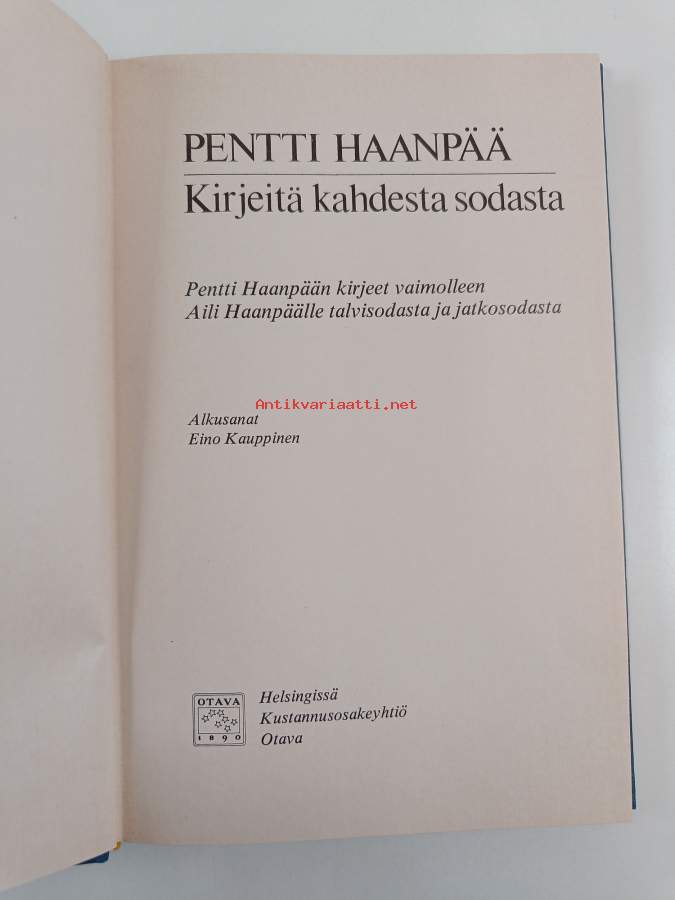 PENTTI HAANPÄÄ
Kirjeitä kahdesta sodasta
Pentti Haanpään kirjeet vaimolleen
Aili Haanpäälle talvisodasta ja jatkosodasta
Antikvariaatti.net
Alkusanat
Eino Kauppinen
OTAVA
1890
Helsingissä
Kustannusosakeyhtiö
Otava